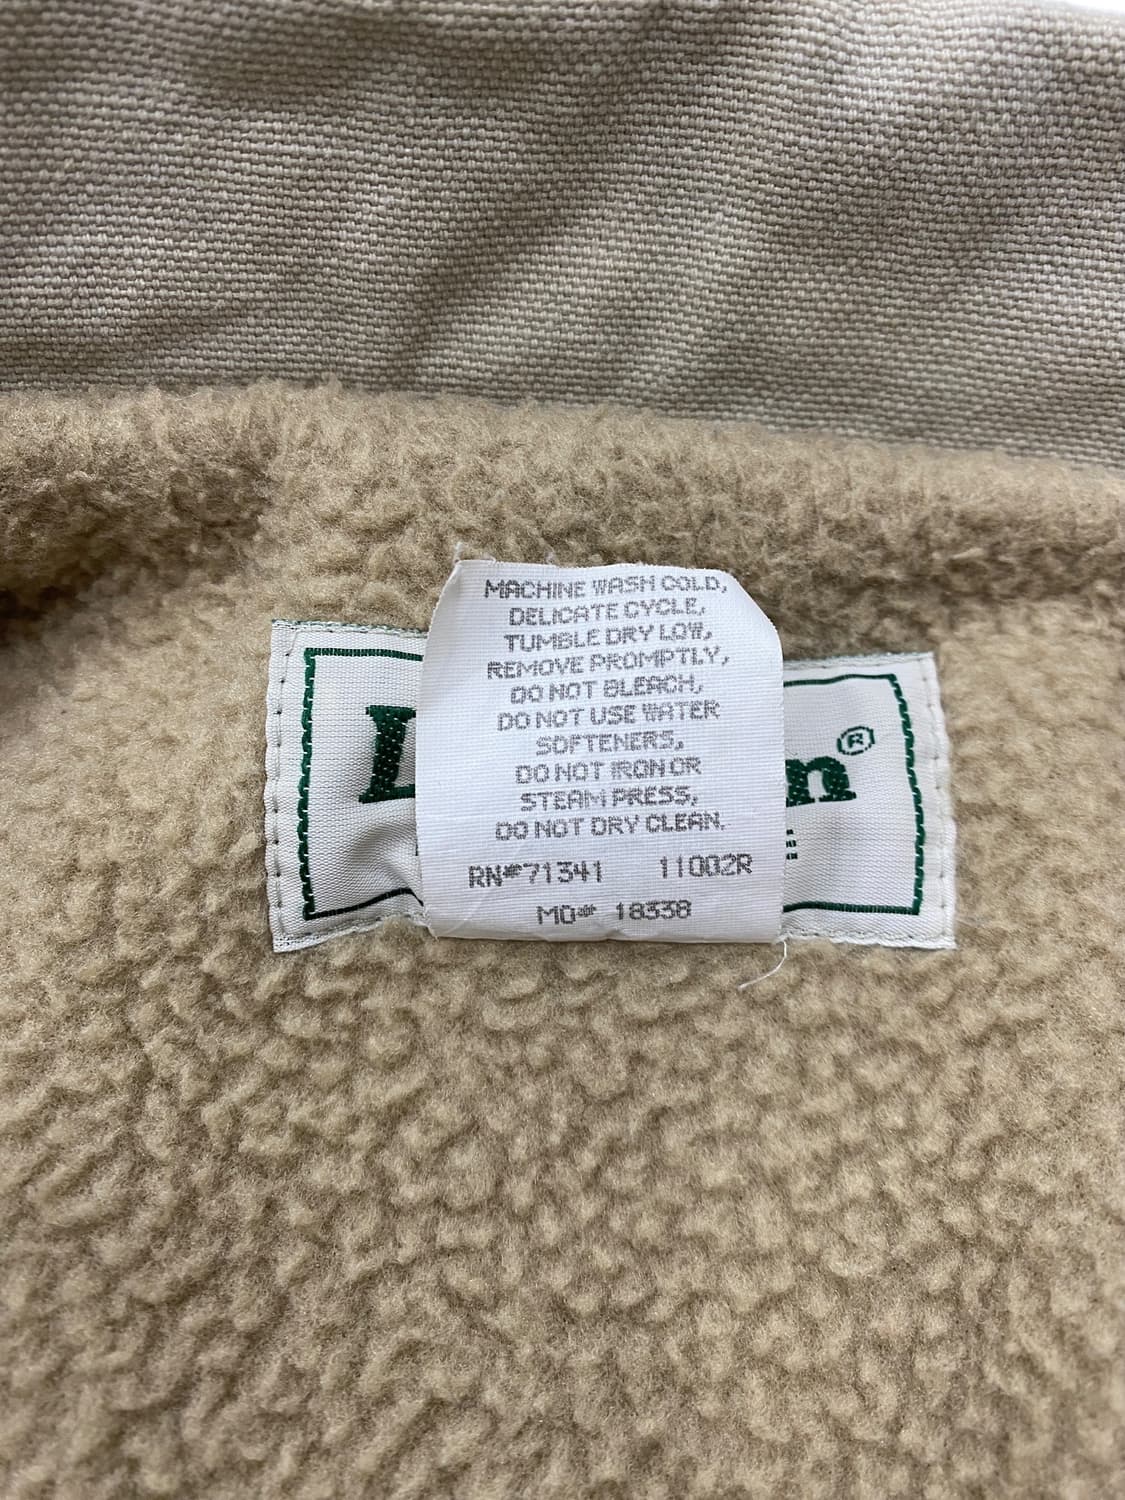 MACHINE WASH COLD,
DELICATE CYCLE,
TUMBLE DRY LOW,
REMOVE PROMPTLY,
DO NOT BLEACH,
DO NOT USE WATER
SOFTENERS,
DO NOT IRON OR
STEAM PRESS,
DO NOT DRY CLEAN.
RN#71341 11002R
MO# 18338
L n®